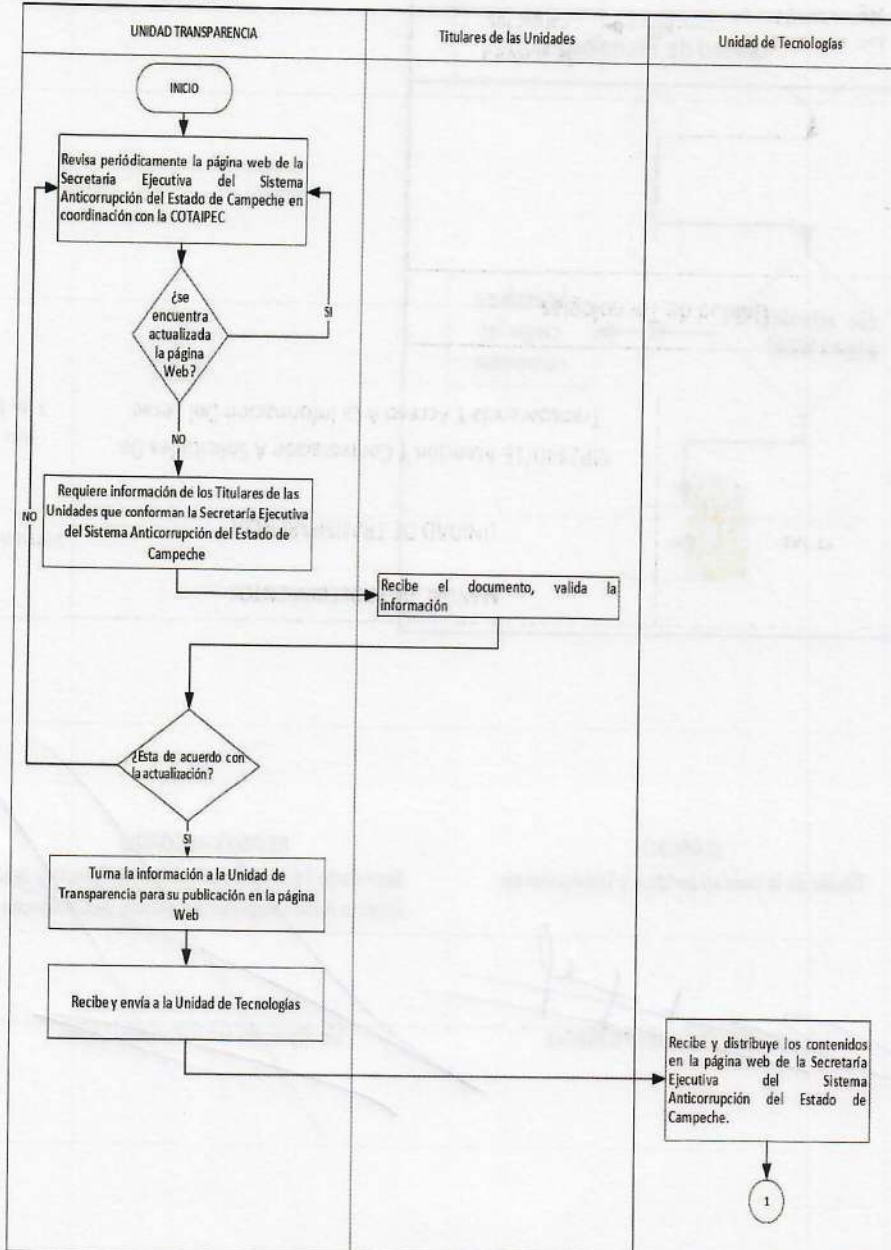 UNIDAD TRANSPARENCIA
Titulares de las Unidades
Unidad de Tecnologías
INICIO
Revisa periódicamente la página web de la
Secretaría Ejecutiva del Sistema
Anticorrupción del Estado de Campeche en
coordinación con la COTAIPEC
¿se
encuentra
actualizada
la página
Web?
SI
NO
Requiere información de los Titulares de las
Unidades que conforman la Secretaría Ejecutiva
del Sistema Anticorrupción del Estado de
Campeche
NO
Recibe el documento, valida la
información
¿Esta de acuerdo con
la actualización?
SI
Turna la información a la Unidad de
Transparencia para su publicación en la página
Web
Recibe y envía a la Unidad de Tecnologías
Recibe y distribuye los contenidos
en la página web de la Secretaría
Ejecutiva del Sistema
Anticorrupción del Estado de
Campeche.
1